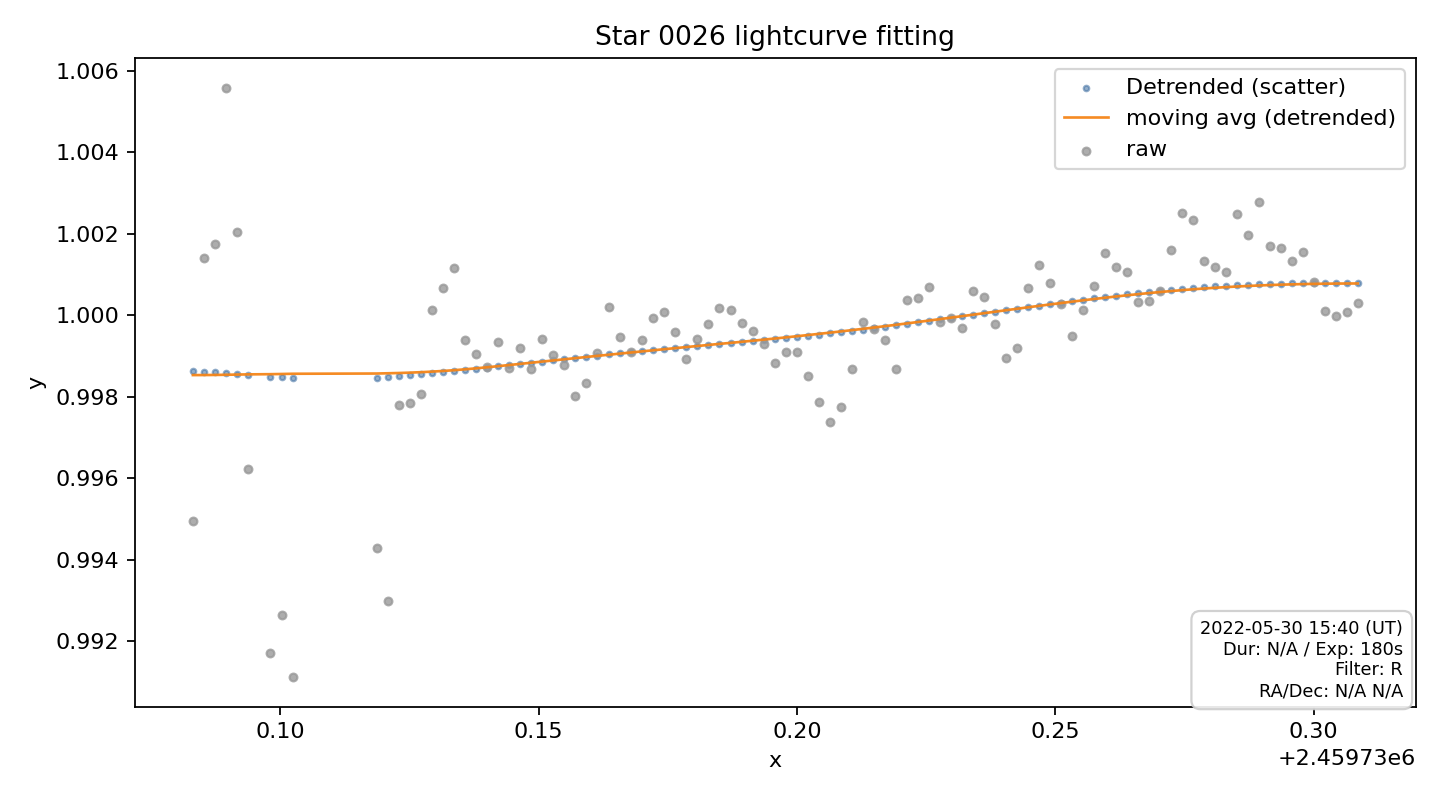 Star 0026 lightcurve fitting
1.006
1.004
1.002
1.000
0.998
0.996
0.994
0.992
y
Detrended (scatter)
moving avg (detrended)
raw
2022-05-30 15:40 (UT)
Dur: N/A / Exp: 180s
Filter: R
RA/Dec: N/A N/A
0.10 0.15 0.20 0.25 0.30
x
+2.45973e6